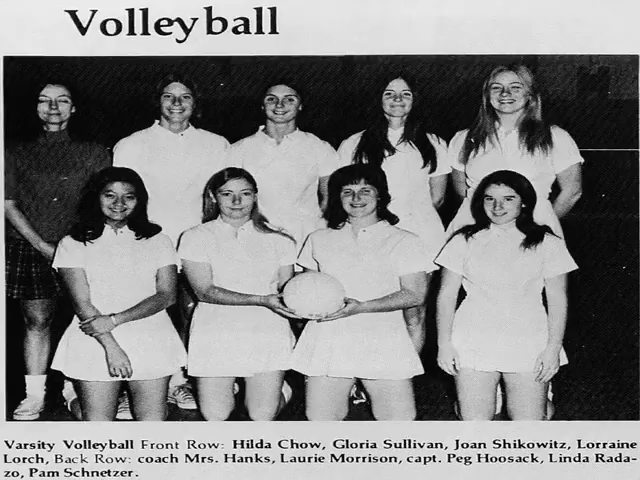 Volleyball
Varsity Volleyball Front Row: Hilda Chow, Gloria Sullivan, Joan Shikowitz, Lorraine
Lorch, Back Row: coach Mrs. Hanks, Laurie Morrison, capt. Peg Hoosack, Linda Rada-
zo, Pam Schnetzer.